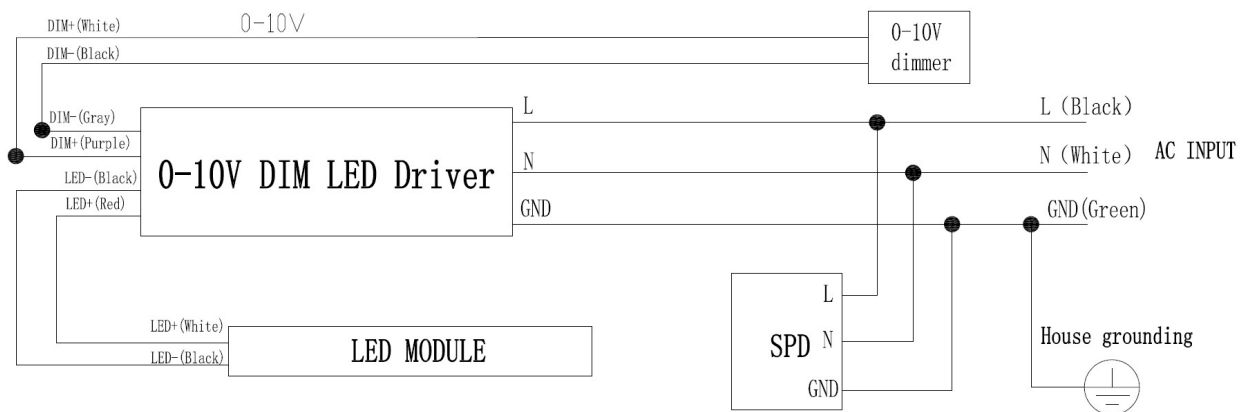 DIM+(White)
0-10V
DIM-(Black)
0-10V
dimmer
DIM-(Gray)
DIM+(Purple)
LED-(Black)
LED+(Red)
0-10V DIM LED Driver
L
N
GND
L (Black)
N (White)
AC INPUT
GND(Green)
LED+(White)
LED-(Black)
LED MODULE
SPD
L
N
GND
House grounding